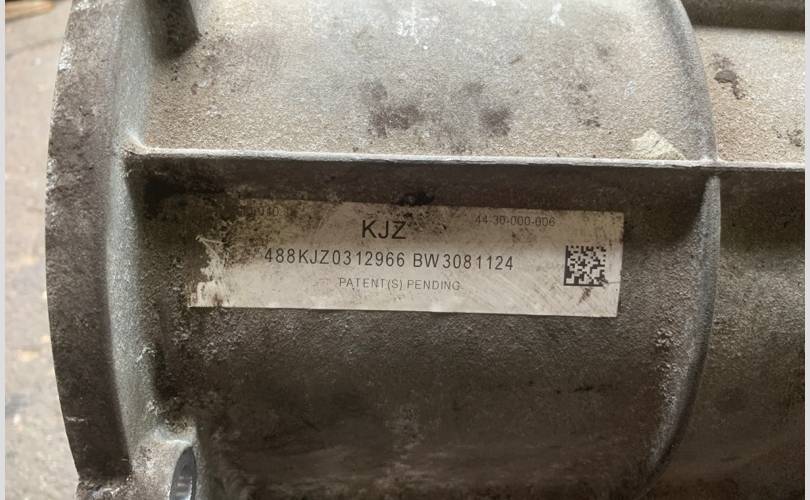 44-30-000-006
KJZ
488KJZ0312966 BW3081124
PATENT(S) PENDING